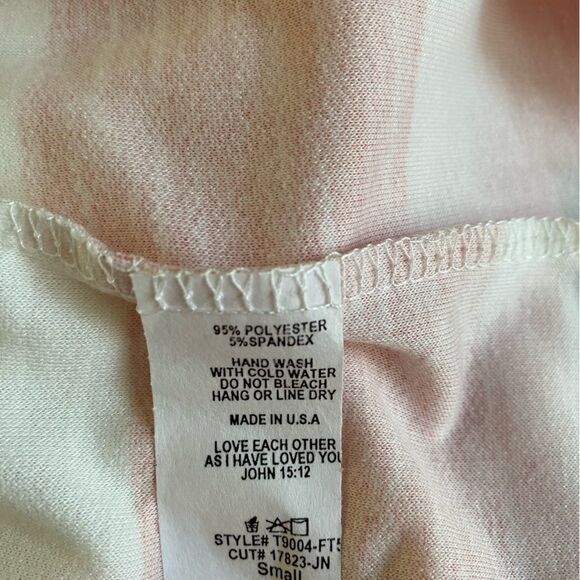 95% POLYESTER
5%SPANDEX
HAND WASH
WITH COLD WATER
DO NOT BLEACH
HANG OR LINE DRY
MADE IN U.S.A
LOVE EACH OTHER
AS I HAVE LOVED YOU
JOHN 15:12
STYLE# T9004-FT5
CUT# 17823-JN
Small